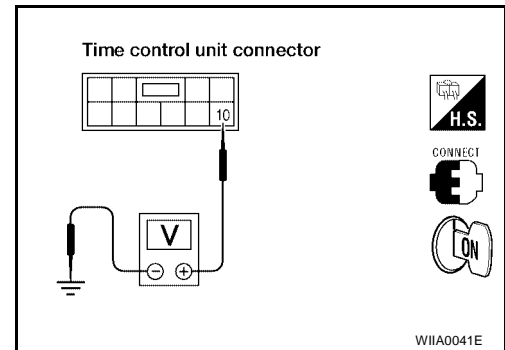 Time control unit connector
10
H.S.
CONNECT
V
− +
ON
WIIA0041E